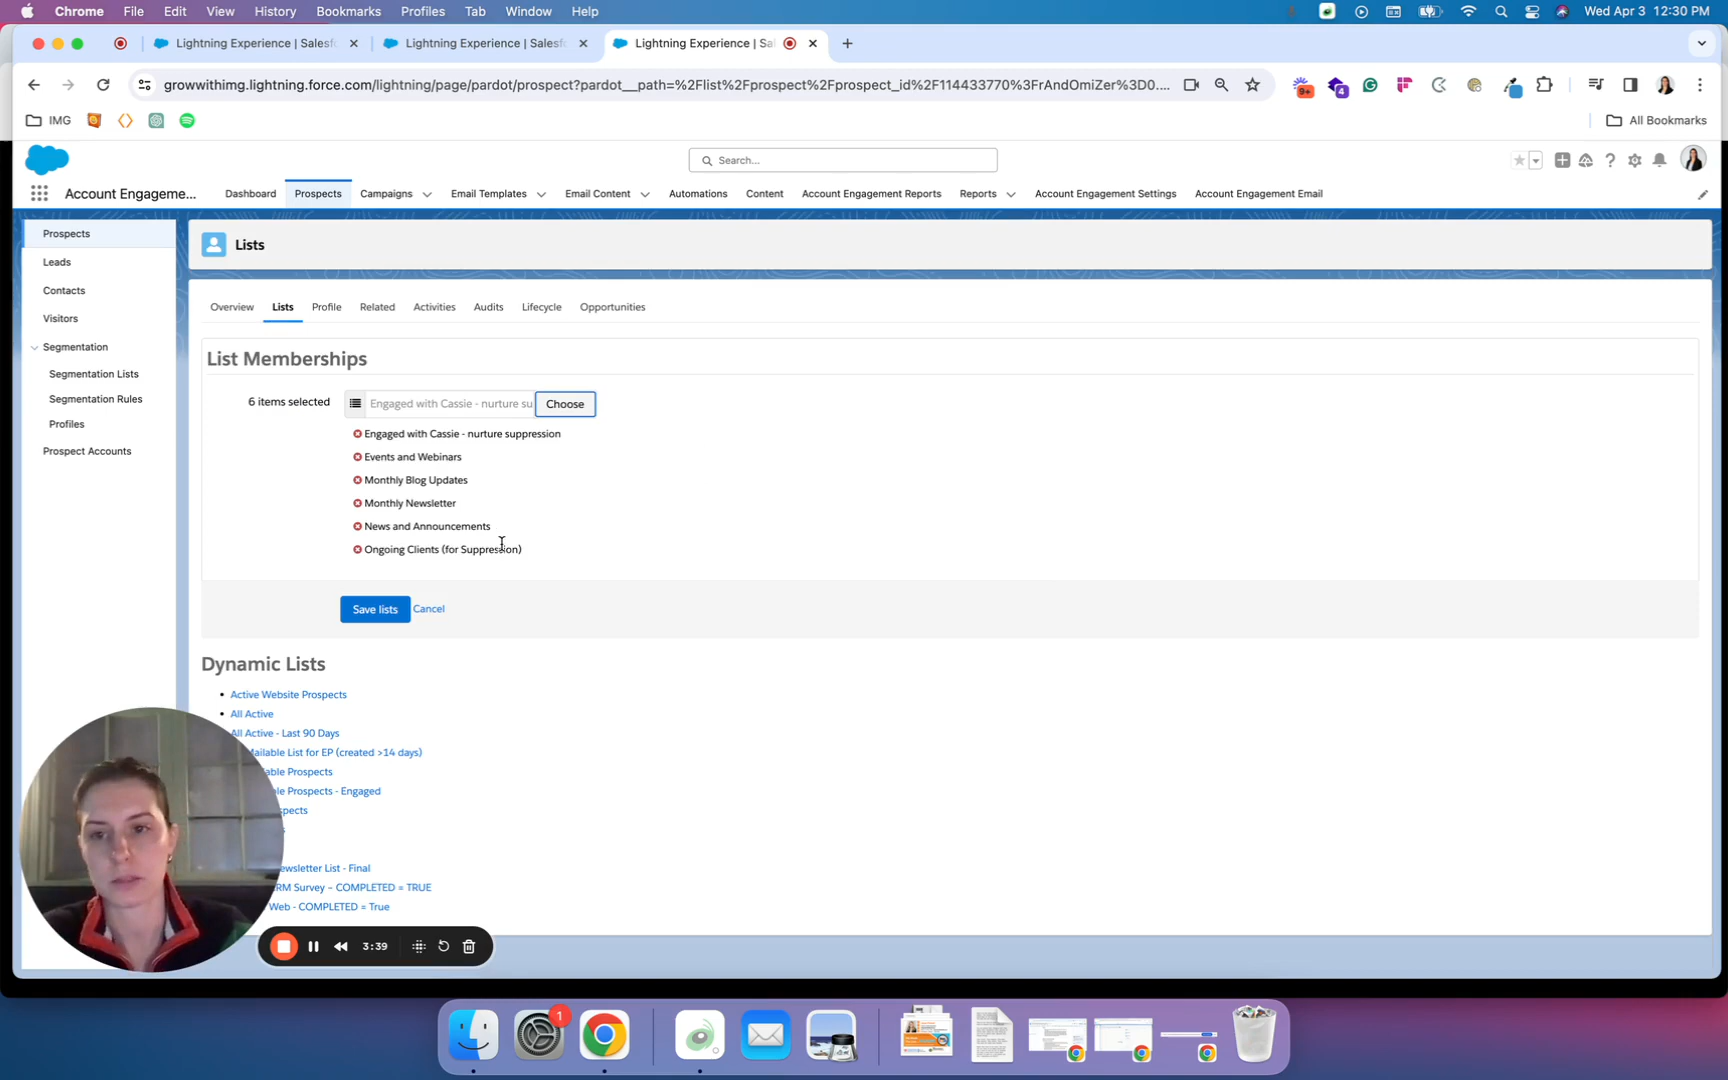 Chrome File Edit View History Bookmarks Profiles Tab Window Help Wed Apr 3 12:30 PM
Lightning Experience | Salesf Lightning Experience | Salesf Lightning Experience | Sa
growwithimg.lightning.force.com/lightning/page/pardot/prospect?pardot__path=%2Flist%2Fprospect%2Fprospect_id%2F114433770%3FrAndOmiZer%3D0.... 9+ 4
IMG All Bookmarks
Search...
Account Engageme... Dashboard Prospects Campaigns Email Templates Email Content Automations Content Account Engagement Reports Reports Account Engagement Settings Account Engagement Email
Prospects
Leads
Contacts
Visitors
Segmentation
Segmentation Lists
Segmentation Rules
Profiles
Prospect Accounts
Lists
Overview Lists Profile Related Activities Audits Lifecycle Opportunities
List Memberships
6 items selected Engaged with Cassie - nurture su Choose
Engaged with Cassie - nurture suppression
Events and Webinars
Monthly Blog Updates
Monthly Newsletter
News and Announcements
Ongoing Clients (for Suppression)
Save lists Cancel
Dynamic Lists
Active Website Prospects
All Active
All Active - Last 90 Days
ailable List for EP (created >14 days)
able Prospects
le Prospects - Engaged
spects
ewsletter List - Final
RM Survey – COMPLETED = TRUE
Web - COMPLETED = True
3:39
1